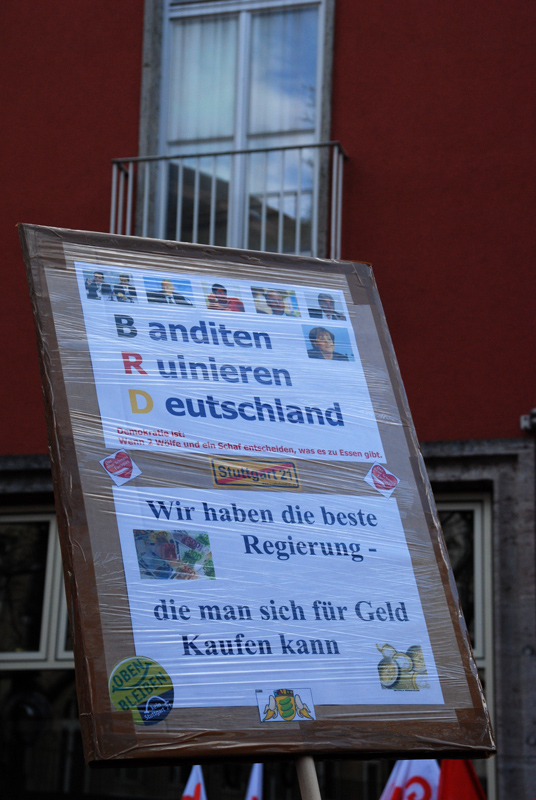 B anditen
R uinieren
D eutschland
Demokratie ist:
Wenn 2 Wölfe und ein Schaf entscheiden, was es zu Essen gibt.
Stuttgart 21
Wir haben die beste
Regierung -
die man sich für Geld
Kaufen kann
OBEN
BLEIBEN